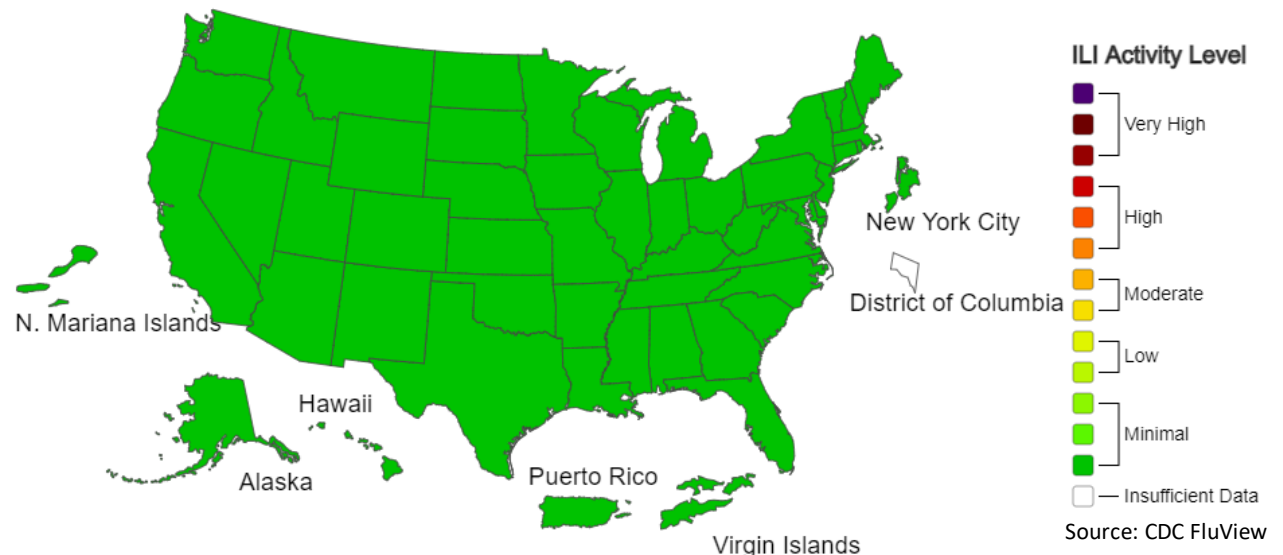 ILI Activity Level
Very High
High
Moderate
Low
Minimal
Insufficient Data
New York City
District of Columbia
N. Mariana Islands
Hawaii
Alaska
Puerto Rico
Virgin Islands
Source: CDC FluView